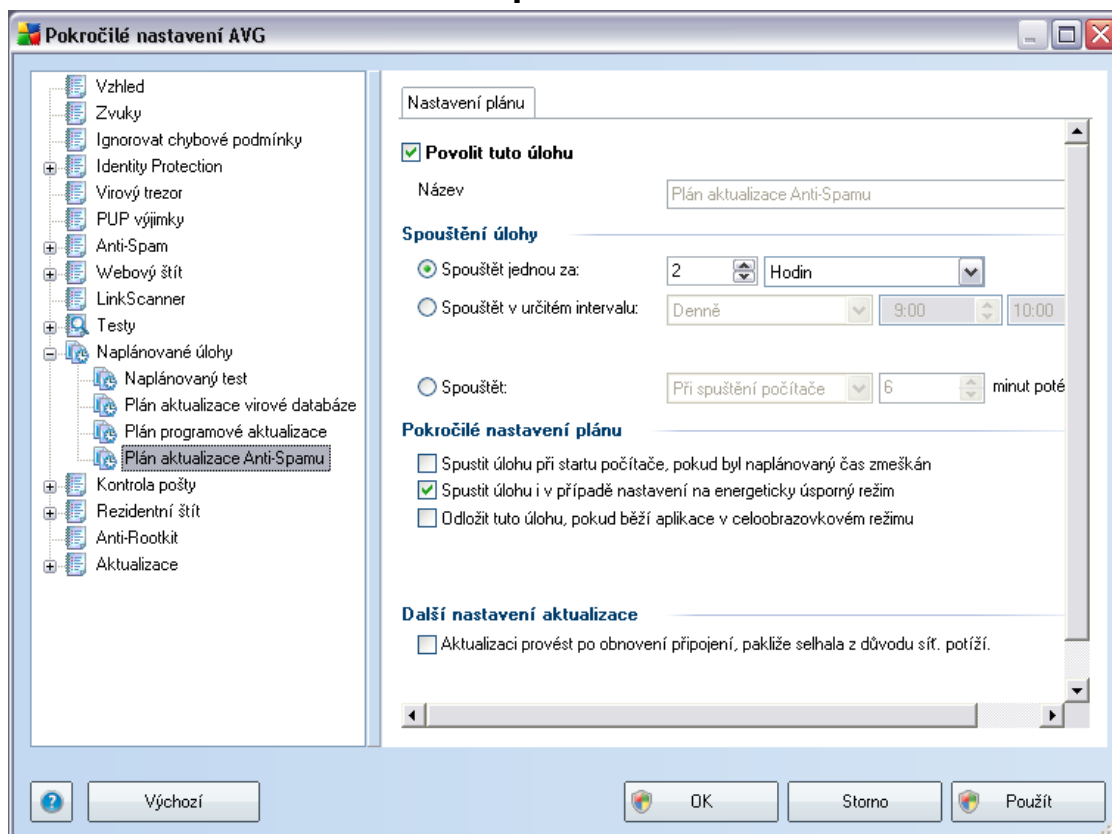 Pokročilé nastavení AVG
Vzhled
Zvuky
Ignorovat chybové podmínky
Identity Protection
Virový trezor
PUP výjimky
Anti-Spam
Webový štít
LinkScanner
Testy
Naplánované úlohy
Naplánovaný test
Plán aktualizace virové databáze
Plán programové aktualizace
Plán aktualizace Anti-Spamu
Kontrola pošty
Rezidentní štít
Anti-Rootkit
Aktualizace
Nastavení plánu
Povolit tuto úlohu
Název Plán aktualizace Anti-Spamu
Spouštění úlohy
Spouštět jednou za: 2 Hodin
Spouštět v určitém intervalu: Denně 9:00 10:00
Spouštět: Při spuštění počítače 6 minut poté
Pokročilé nastavení plánu
Spustit úlohu při startu počítače, pokud byl naplánovaný čas zmeškán
Spustit úlohu i v případě nastavení na energeticky úsporný režim
Odložit tuto úlohu, pokud běží aplikace v celoobrazovkovém režimu
Další nastavení aktualizace
Aktualizaci provést po obnovení připojení, pakliže selhala z důvodu síť. potíží.
Výchozí
OK
Storno
Použít